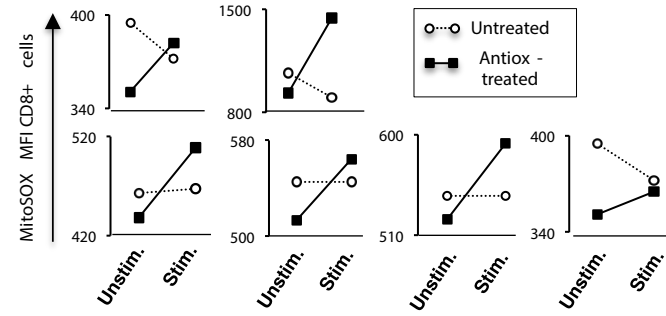 MitoSOX MFI CD8+ cells
400
340
1500
800
Untreated
Antiox -
treated
520
420
580
500
600
510
400
340
Unstim.
Stim.
Unstim.
Stim.
Unstim.
Stim.
Unstim.
Stim.